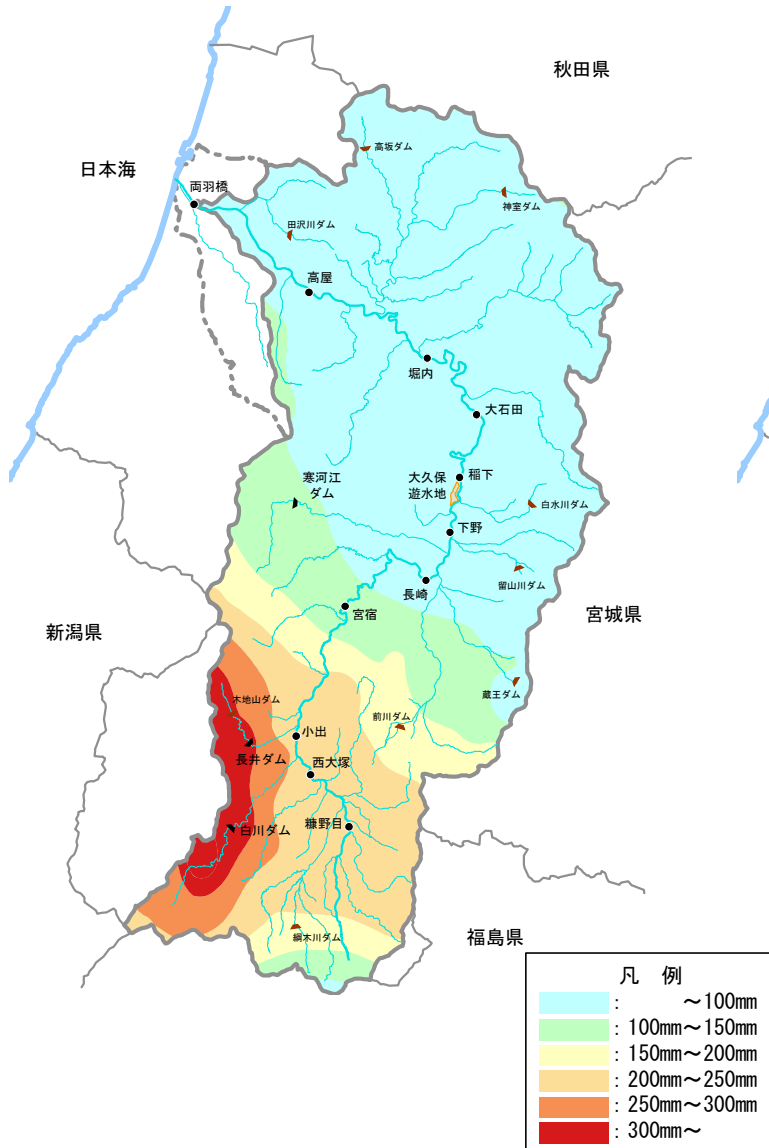 秋田県
高坂ダム
日本海
両羽橋
神室ダム
田沢川ダム
高屋
堀内
大石田
寒河江
ダム
大久保
遊水地
稲下
白水川ダム
下野
留山川ダム
長崎
宮宿
宮城県
新潟県
蔵王ダム
木地山ダム
前川ダム
小出
長井ダム
西大塚
白川ダム
糠野目
綱木川ダム
福島県
凡 例
: ～100mm
: 100mm～150mm
: 150mm～200mm
: 200mm～250mm
: 250mm～300mm
: 300mm～